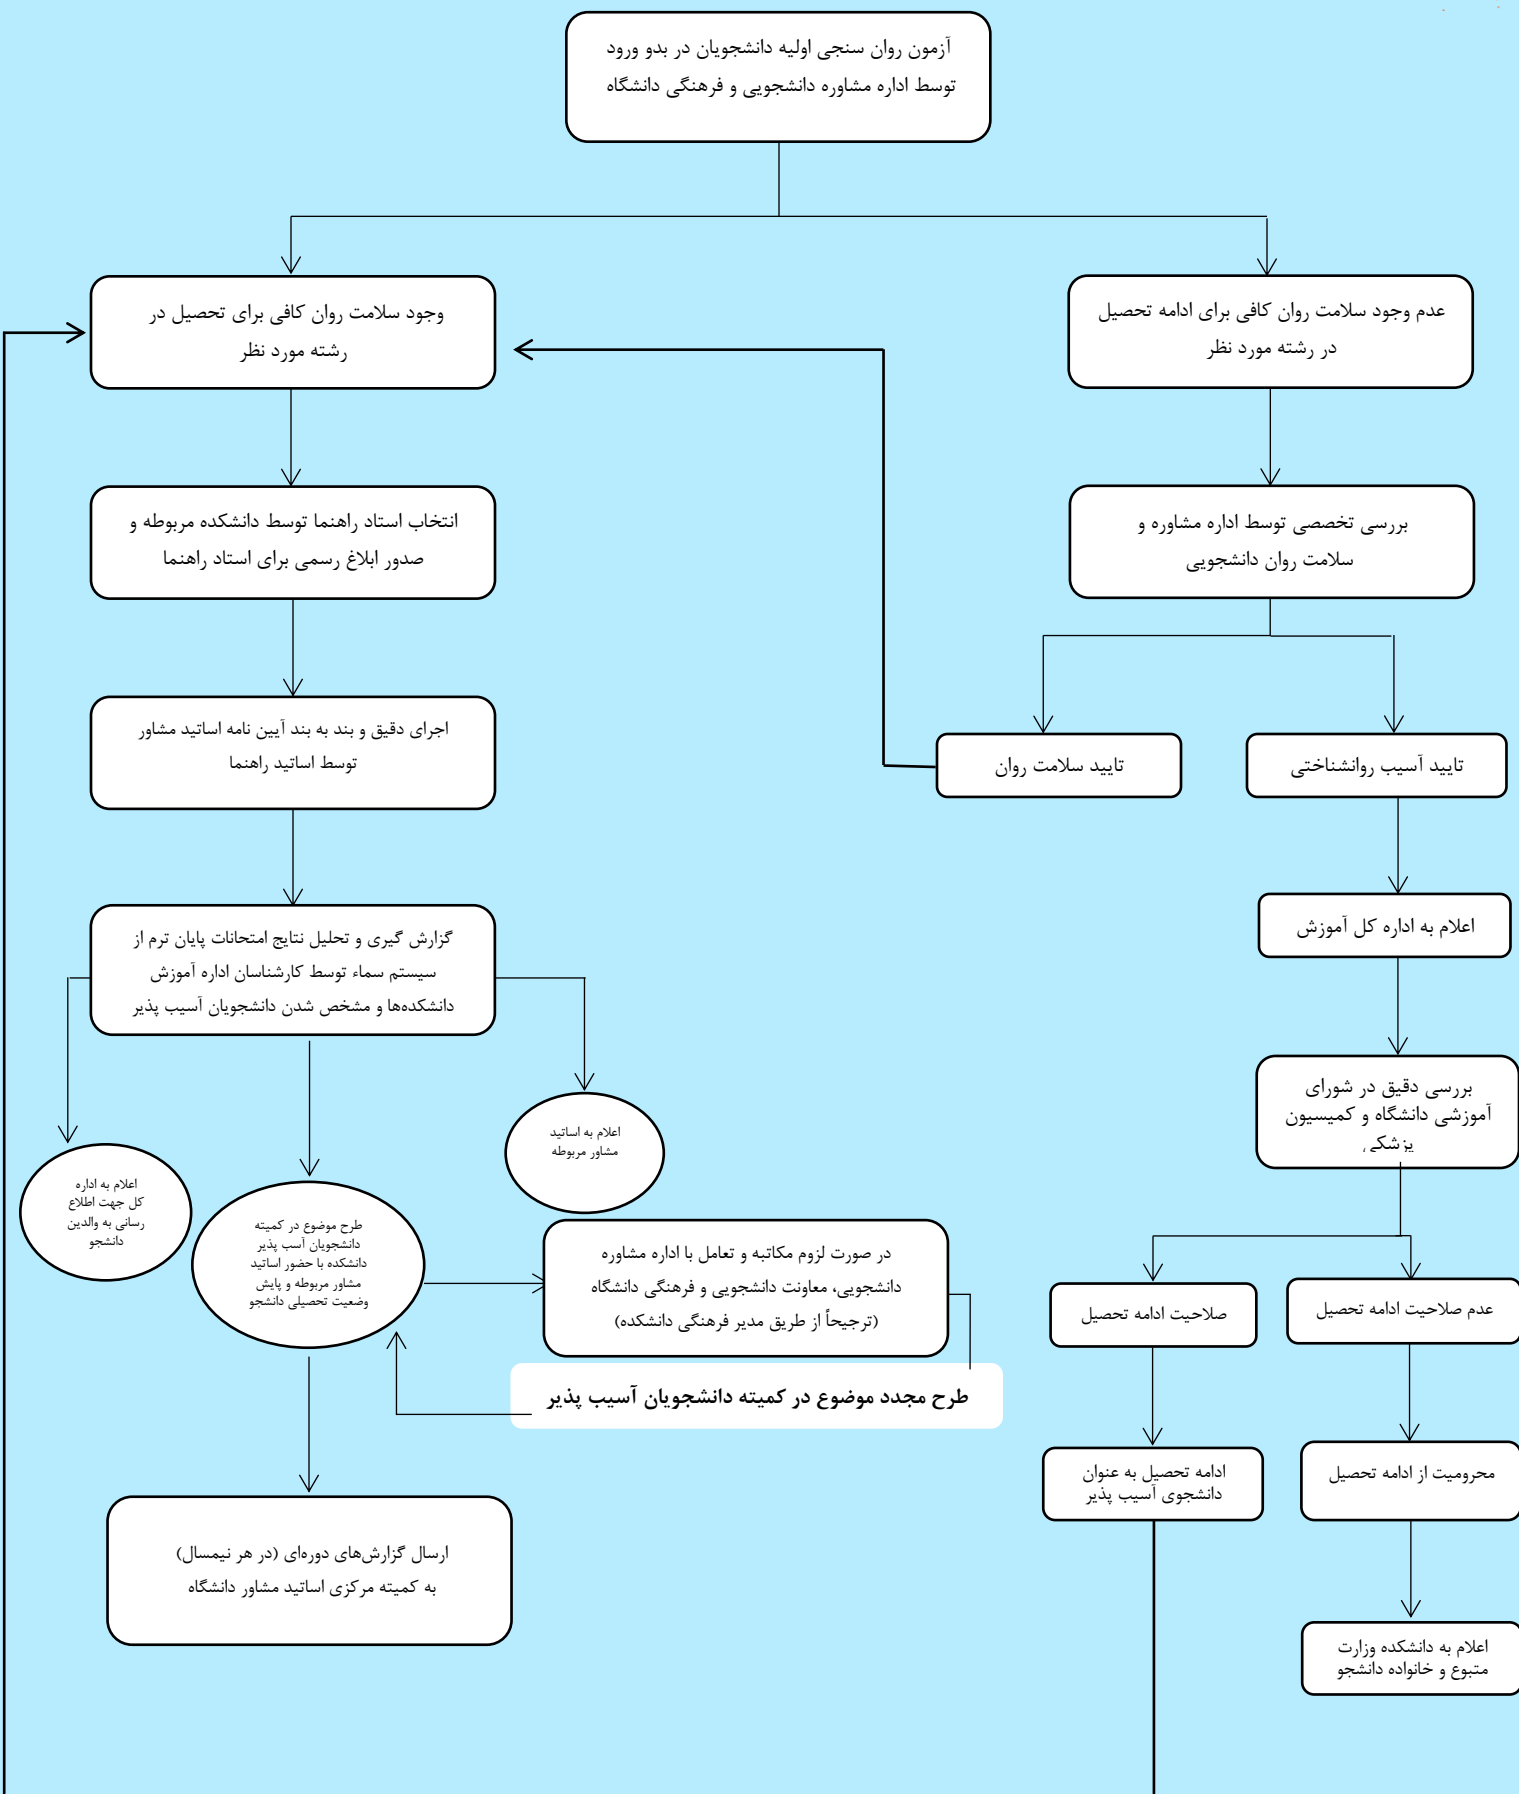 آزمون روان سنجی اولیه دانشجویان در بدو ورود
توسط اداره مشاوره دانشجویی و فرهنگی دانشگاه
عدم وجود سلامت روان کافی برای ادامه تحصیل
در رشته مورد نظر
وجود سلامت روان کافی برای تحصیل در
رشته مورد نظر
بررسی تخصصی توسط اداره مشاوره و
سلامت روان دانشجویی
انتخاب استاد راهنما توسط دانشکده مربوطه و
صدور ابلاغ رسمی برای استاد راهنما
تایید آسیب روانشناختی
تایید سلامت روان
اجرای دقیق و بند به بند آیین نامه اساتید مشاور
توسط اساتید راهنما
اعلام به اداره کل آموزش
گزارش گیری و تحلیل نتایج امتحانات پایان ترم از
سیستم سماء توسط کارشناسان اداره آموزش
دانشکده‌ها و مشخص شدن دانشجویان آسیب پذیر
بررسی دقیق در شورای
آموزشی دانشگاه و کمیسیون
پزشکی
اعلام به اساتید
مشاور مربوطه
اعلام به اداره
کل جهت اطلاع
رسانی به والدین
دانشجو
طرح موضوع در کمیته
دانشجویان آسب پذیر
دانشکده با حضور اساتید
مشاور مربوطه و پایش
وضعیت تحصیلی دانشجو
در صورت لزوم مکاتبه و تعامل با اداره مشاوره
دانشجویی، معاونت دانشجویی و فرهنگی دانشگاه
(ترجیحاً از طریق مدیر فرهنگی دانشکده)
عدم صلاحیت ادامه تحصیل
صلاحیت ادامه تحصیل
طرح مجدد موضوع در کمیته دانشجویان آسیب پذیر
محرومیت از ادامه تحصیل
ادامه تحصیل به عنوان
دانشجوی آسیب پذیر
ارسال گزارش‌های دوره‌ای (در هر نیمسال)
به کمیته مرکزی اساتید مشاور دانشگاه
اعلام به دانشکده وزارت
متبوع و خانواده دانشجو